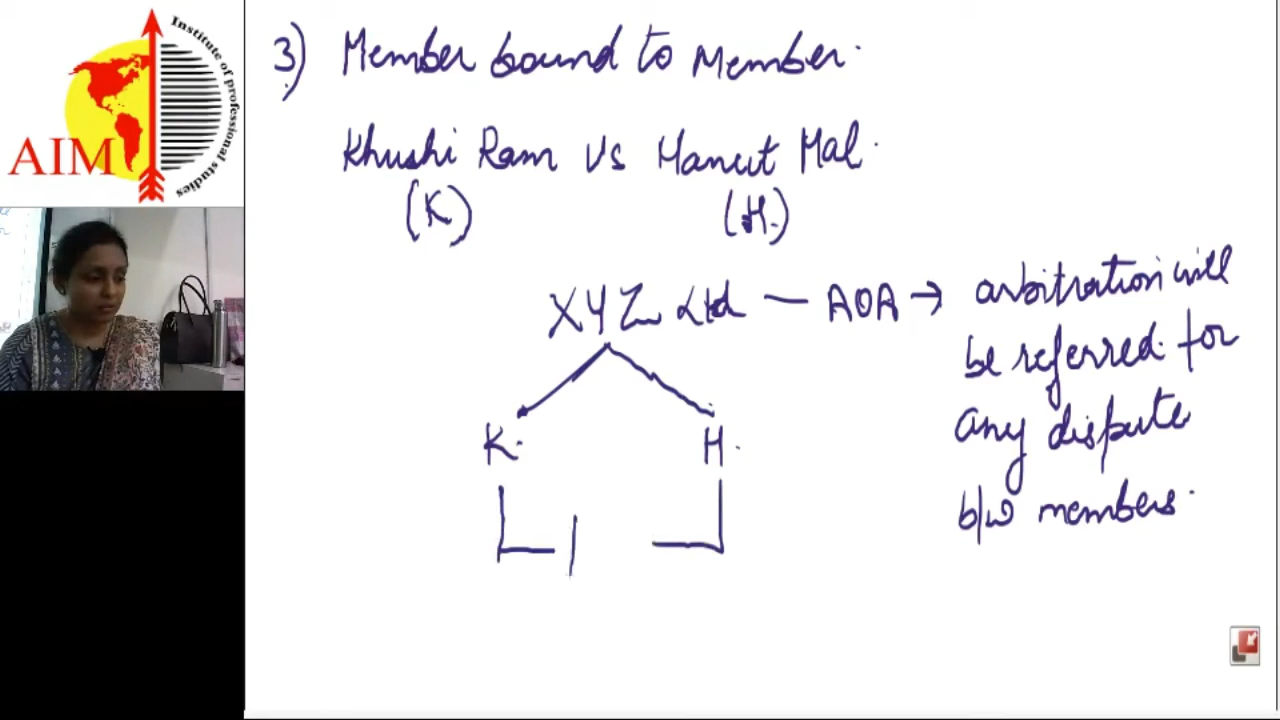 AIM
Institute of professional studies
3) Member bound to Member.
Khushi Ram Vs Hanut Mal.
(K) (H.)
XYZ Ltd — AOA → arbitration will
be referred for
any dispute
b/w members.
K. H.